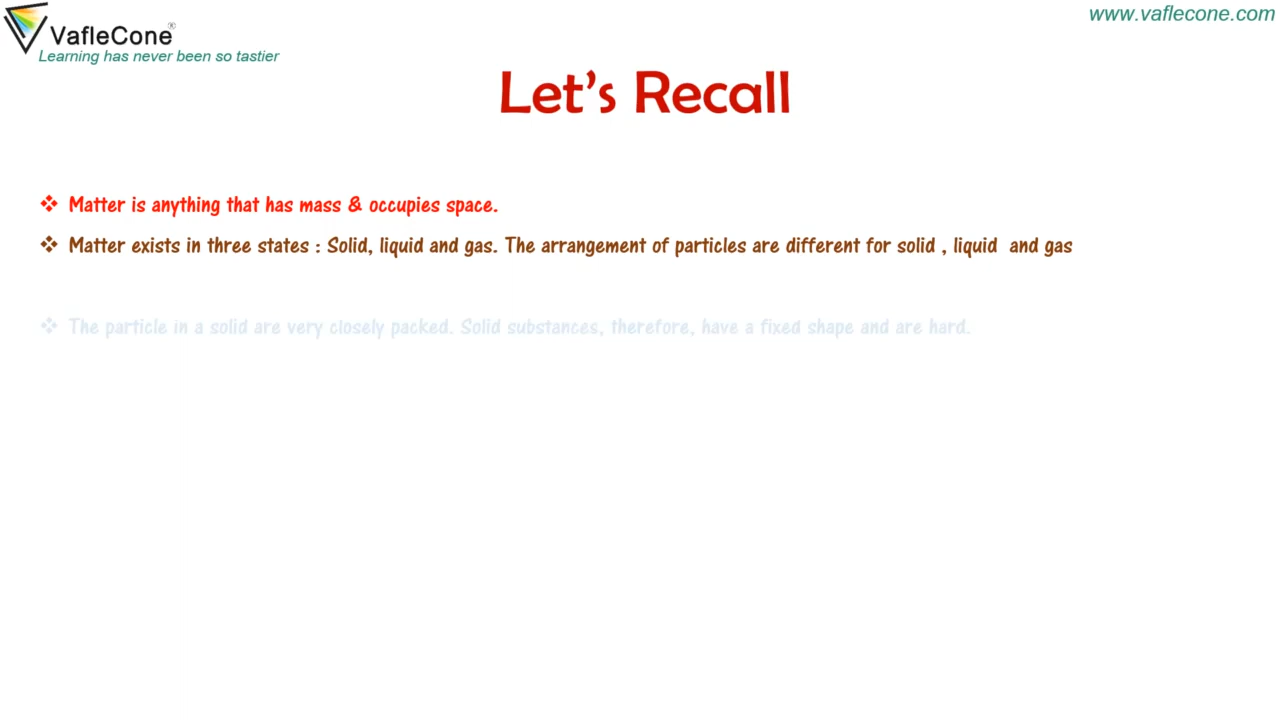 VafleCone®
www.vaflecone.com
Learning has never been so tastier
Let's Recall
❖ Matter is anything that has mass & occupies space.
❖ Matter exists in three states : Solid, liquid and gas. The arrangement of particles are different for solid , liquid and gas
❖ The particle in a solid are very closely packed. Solid substances, therefore, have a fixed shape and are hard.